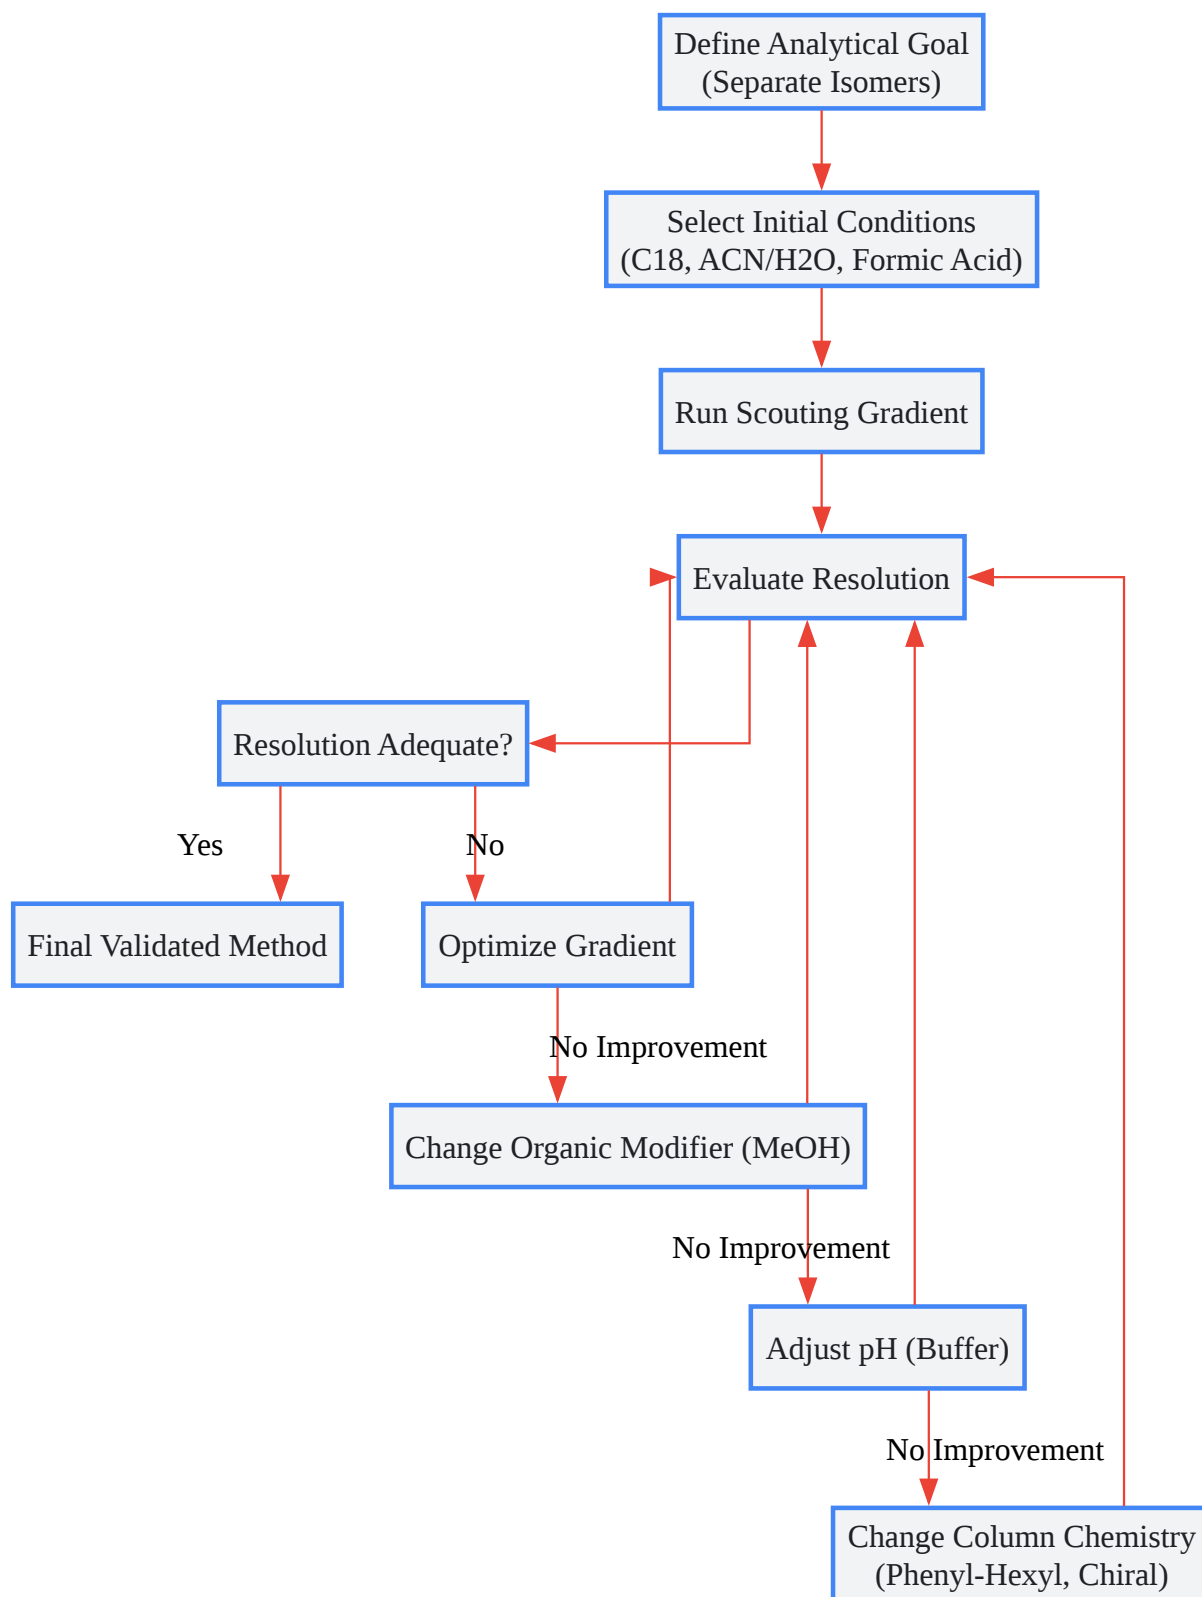 Define Analytical Goal
(Separate Isomers)
Select Initial Conditions
(C18, ACN/H2O, Formic Acid)
Run Scouting Gradient
Evaluate Resolution
Resolution Adequate?
Yes
No
Final Validated Method
Optimize Gradient
No Improvement
Change Organic Modifier (MeOH)
No Improvement
Adjust pH (Buffer)
No Improvement
Change Column Chemistry
(Phenyl-Hexyl, Chiral)